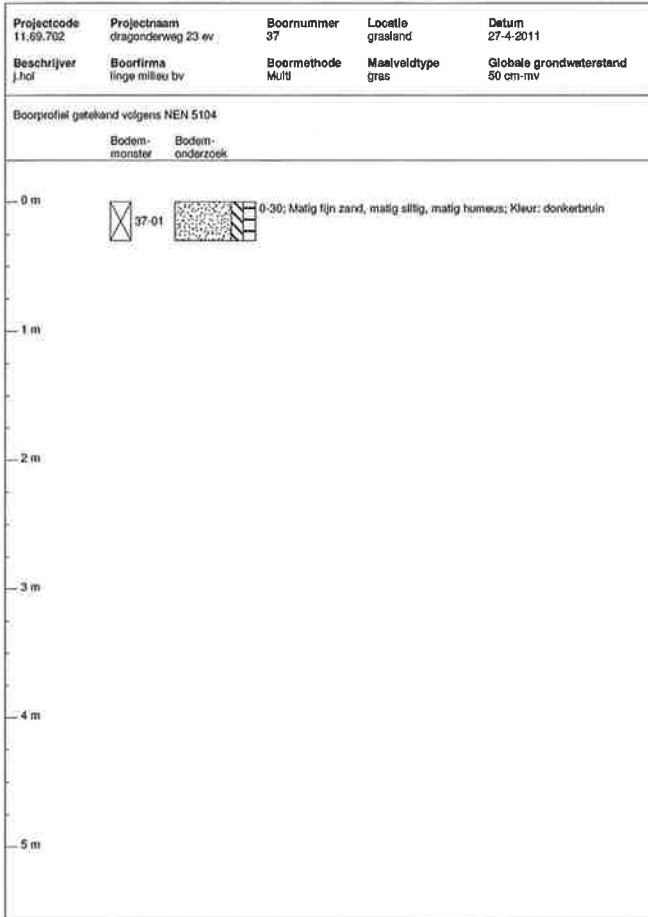 Projectcode Projectnaam Boornummer Locatie Datum
11.69.702 dragonderweg 23 ev 37 grasland 27-4-2011
Beschrijver Boorfirma Boormethode Maaiveldtype Globale grondwaterstand
j.hol linge milieu bv Multi gras 50 cm-mv
Boorprofiel getekend volgens NEN 5104
Bodem- Bodem-
monster onderzoek
0 m
37-01
0-30; Matig fijn zand, matig siltig, matig humeus; Kleur: donkerbruin
1 m
2 m
3 m
4 m
5 m